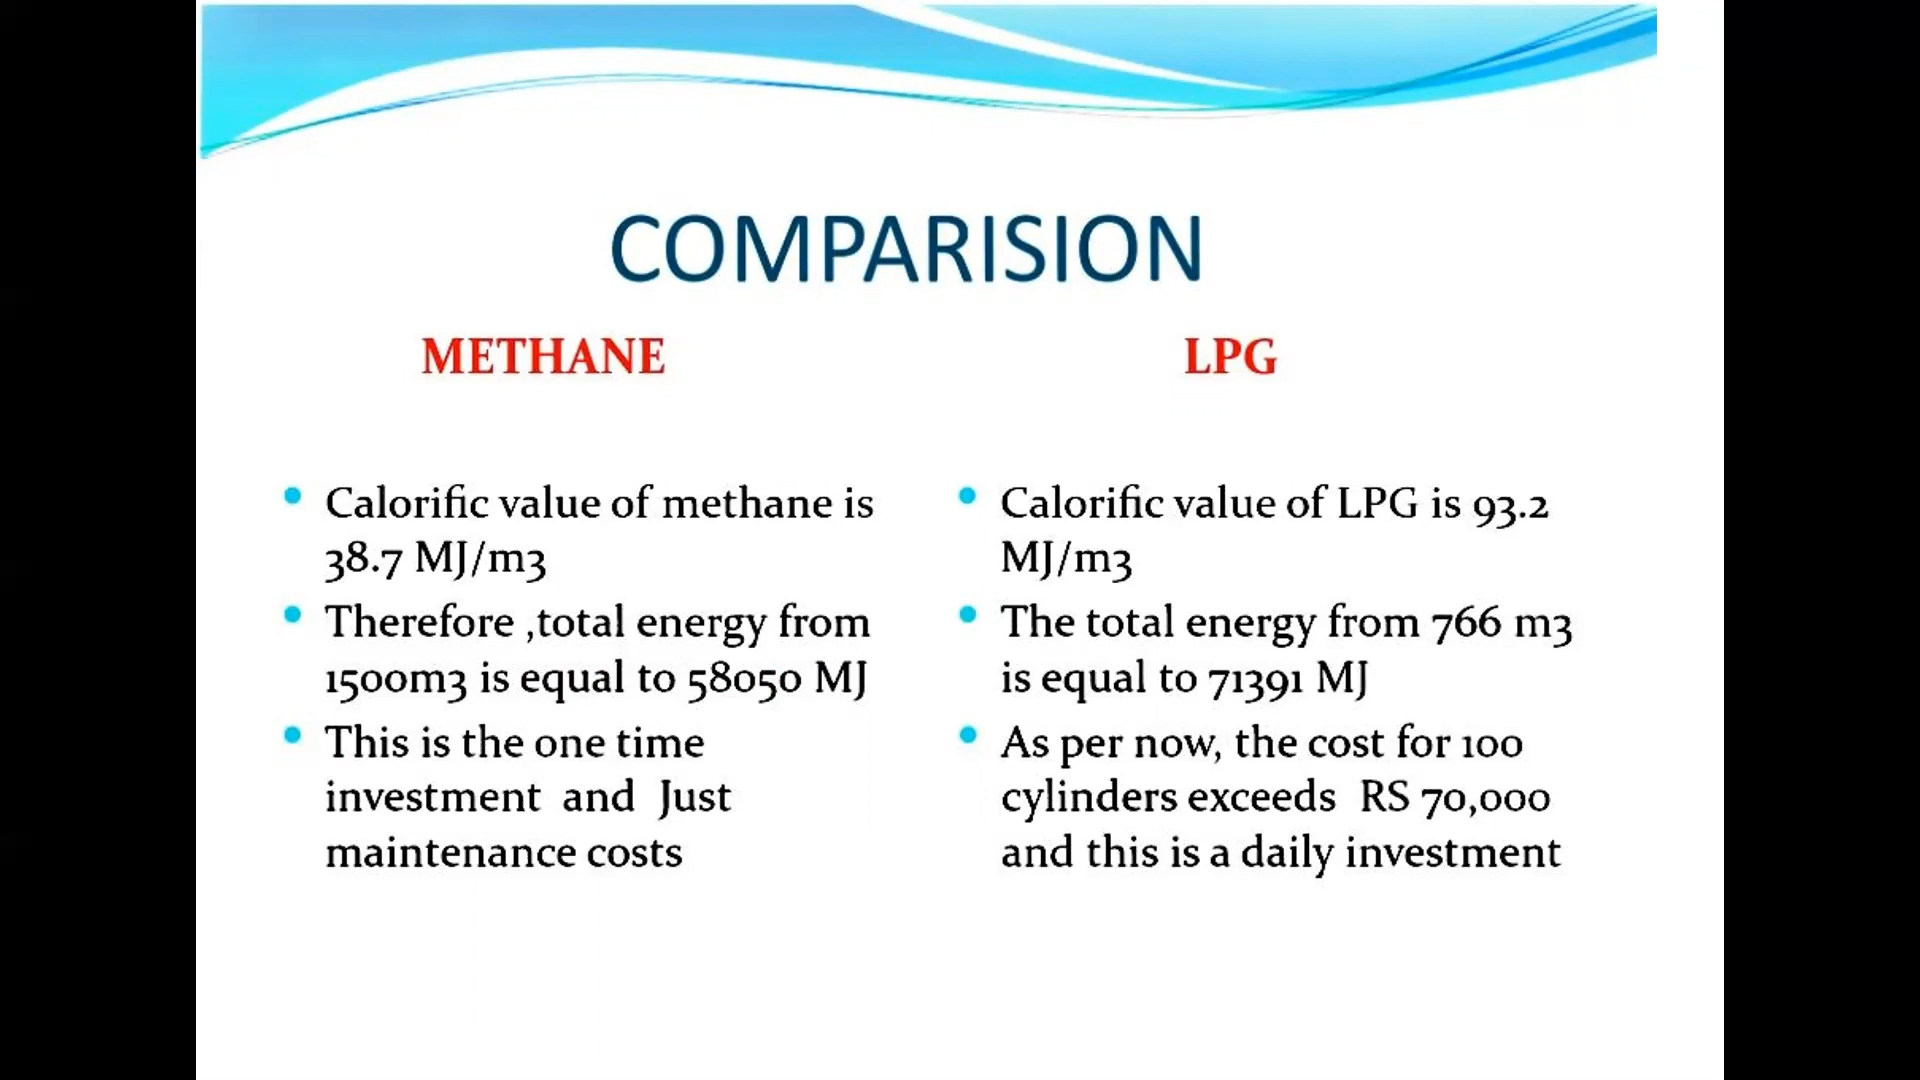 COMPARISION
METHANE
Calorific value of methane is
38.7 MJ/m3
Therefore ,total energy from
1500m3 is equal to 58050 MJ
This is the one time
investment and Just
maintenance costs
LPG
Calorific value of LPG is 93.2
MJ/m3
The total energy from 766 m3
is equal to 71391 MJ
As per now, the cost for 100
cylinders exceeds RS 70,000
and this is a daily investment